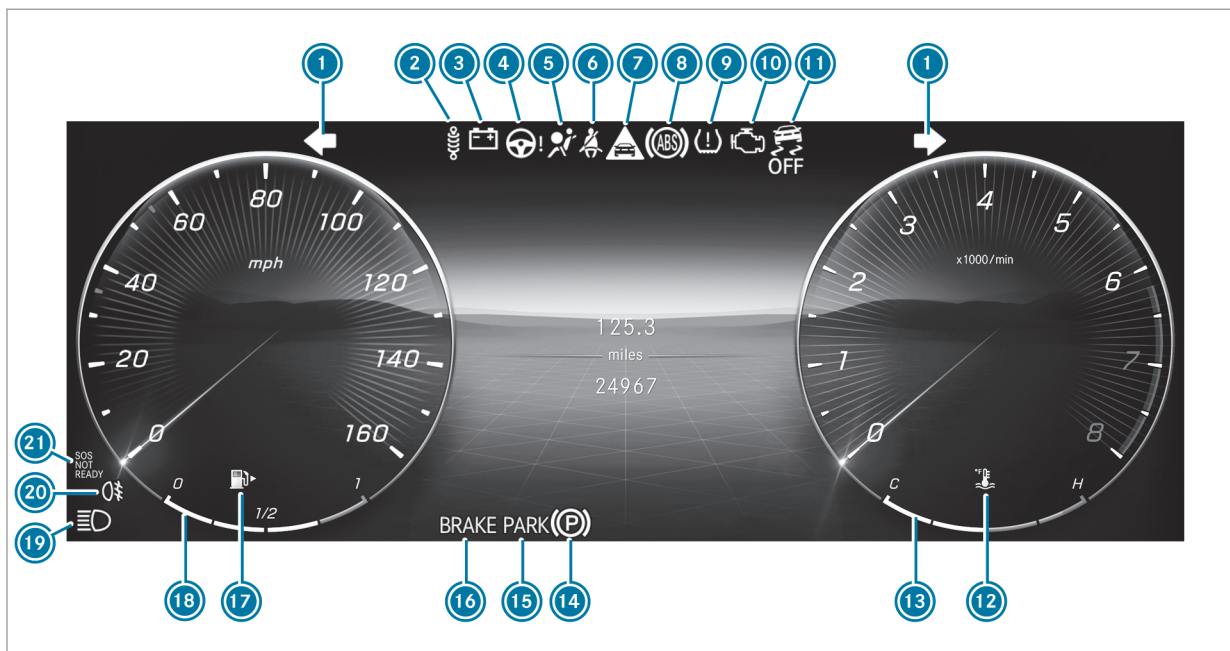 1 2 3 4 5 6 7 8 9 10 11 1
! ABS ! OFF
80 4
60 100 3 5
mph x1000/min
40 120 2 6
125.3
miles
20 140 1 7
24967
0 160 0 8
21 SOS
NOT
READY
0 1 C °F H
20
1/2
BRAKE PARK (P)
19
18 17 16 15 14 13 12